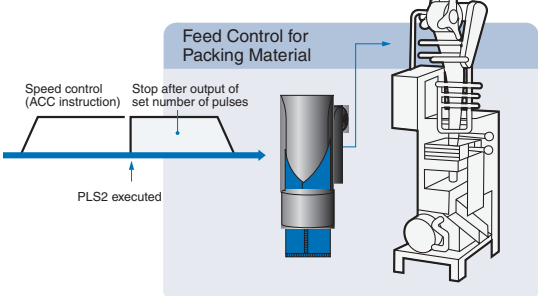 Feed Control for
Packing Material
Speed control
(ACC instruction)
Stop after output of
set number of pulses
PLS2 executed